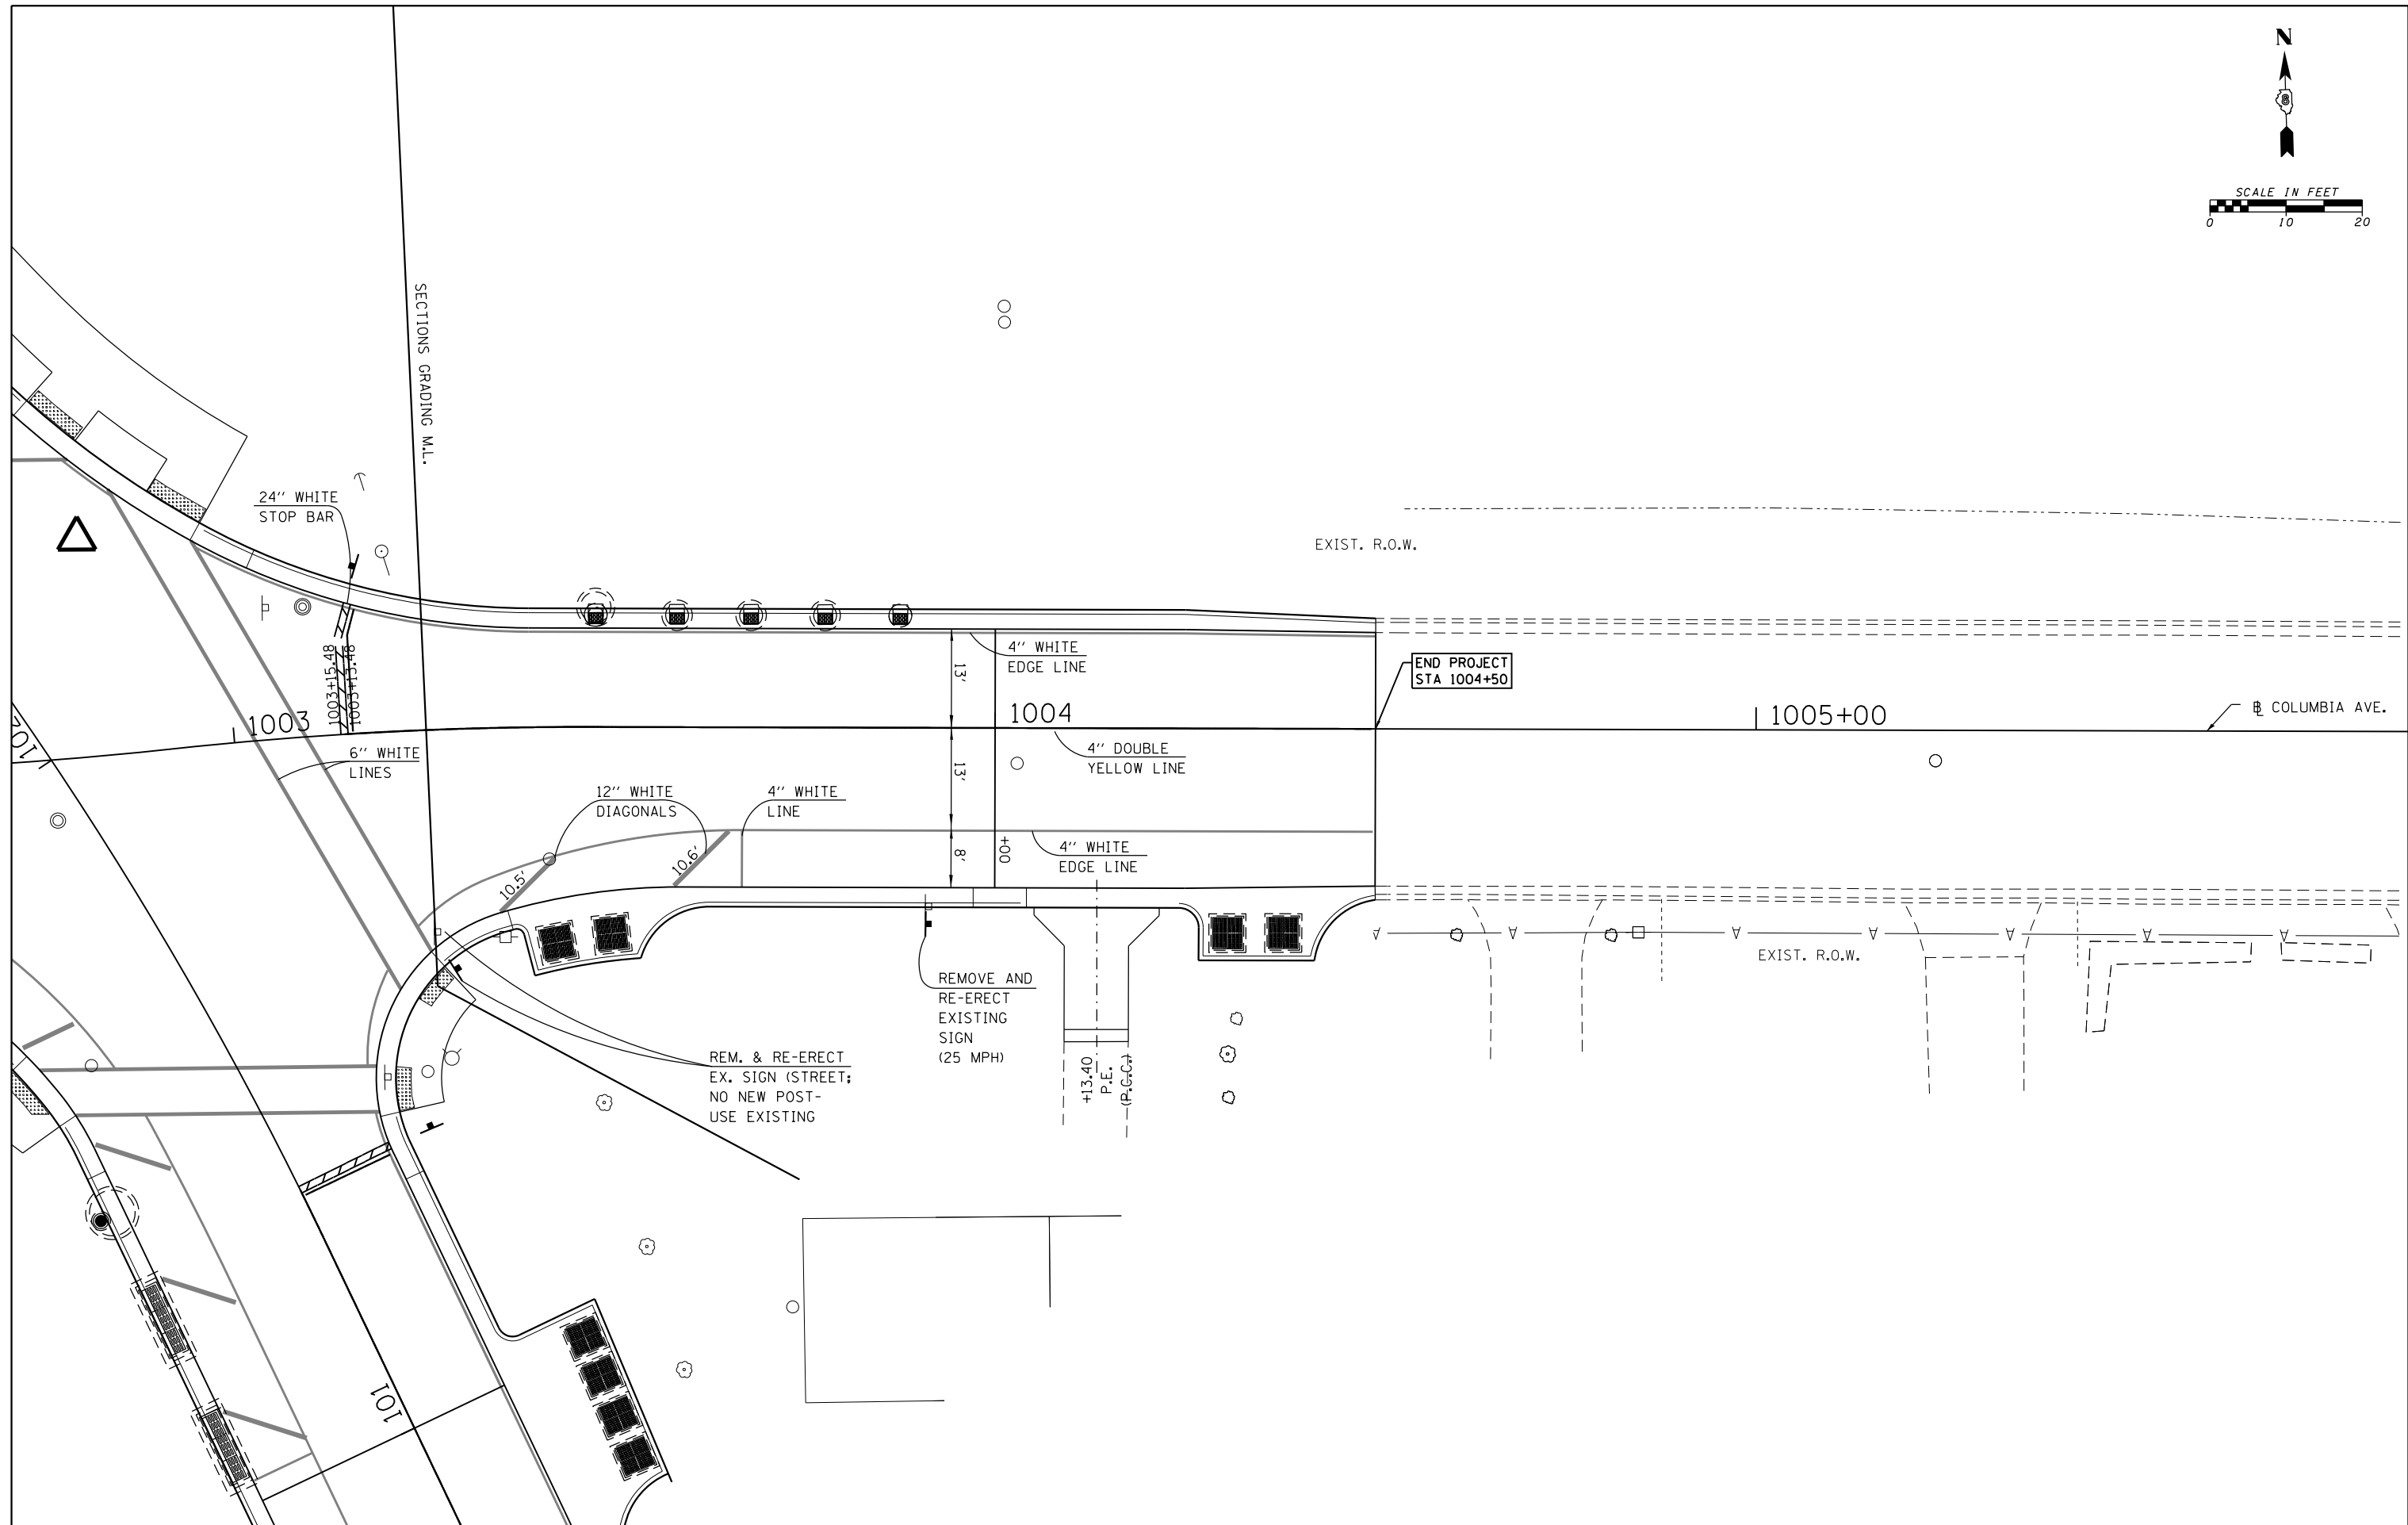 N
8
SCALE IN FEET
0 10 20
SECTIONS GRADING M.L.
24'' WHITE
STOP BAR
EXIST. R.O.W.
4'' WHITE
EDGE LINE
END PROJECT
STA 1004+50
13'
1003+15.48
1003+13.48
1003
1004
1005+00
COLUMBIA AVE.
102
6'' WHITE
LINES
4'' DOUBLE
YELLOW LINE
13'
12'' WHITE
DIAGONALS
4'' WHITE
LINE
10.5'
10.6'
8'
+00
4'' WHITE
EDGE LINE
EXIST. R.O.W.
REMOVE AND
RE-ERECT
EXISTING
SIGN
(25 MPH)
+13.40
P.E.
(P.C.C.)
REM. & RE-ERECT
EX. SIGN (STREET;
NO NEW POST-
USE EXISTING
101